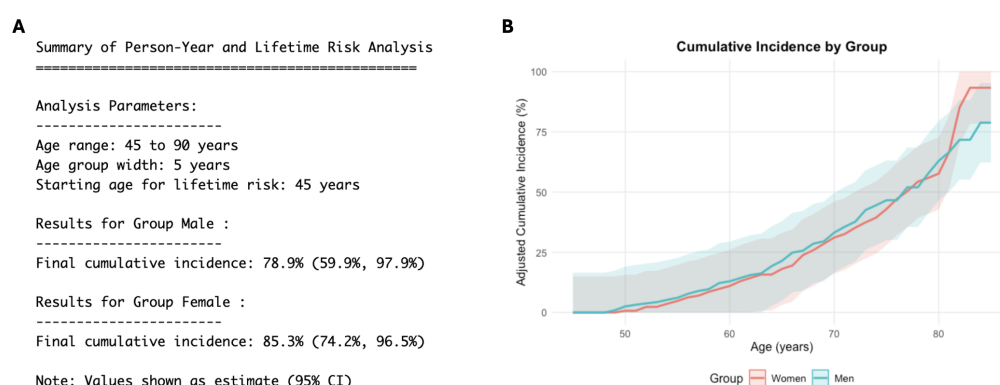 A
Summary of Person-Year and Lifetime Risk Analysis
===============================================
Analysis Parameters:
-----------------------
Age range: 45 to 90 years
Age group width: 5 years
Starting age for lifetime risk: 45 years
Results for Group Male :
-----------------------
Final cumulative incidence: 78.9% (59.9%, 97.9%)
Results for Group Female :
-----------------------
Final cumulative incidence: 85.3% (74.2%, 96.5%)
Note: Values shown as estimate (95% CI)
B
Cumulative Incidence by Group
Adjusted Cumulative Incidence (%)
100
75
50
25
0
50 60 70 80
Age (years)
Group Women Men